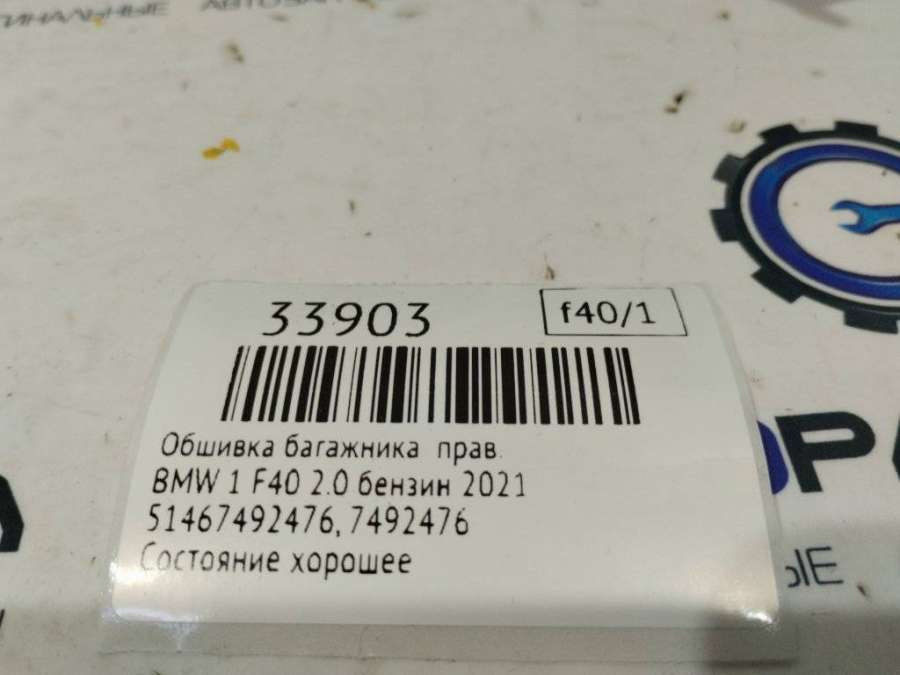 33903
f40/1
Обшивка багажника прав.
BMW 1 F40 2.0 бензин 2021
51467492476, 7492476
Состояние хорошее